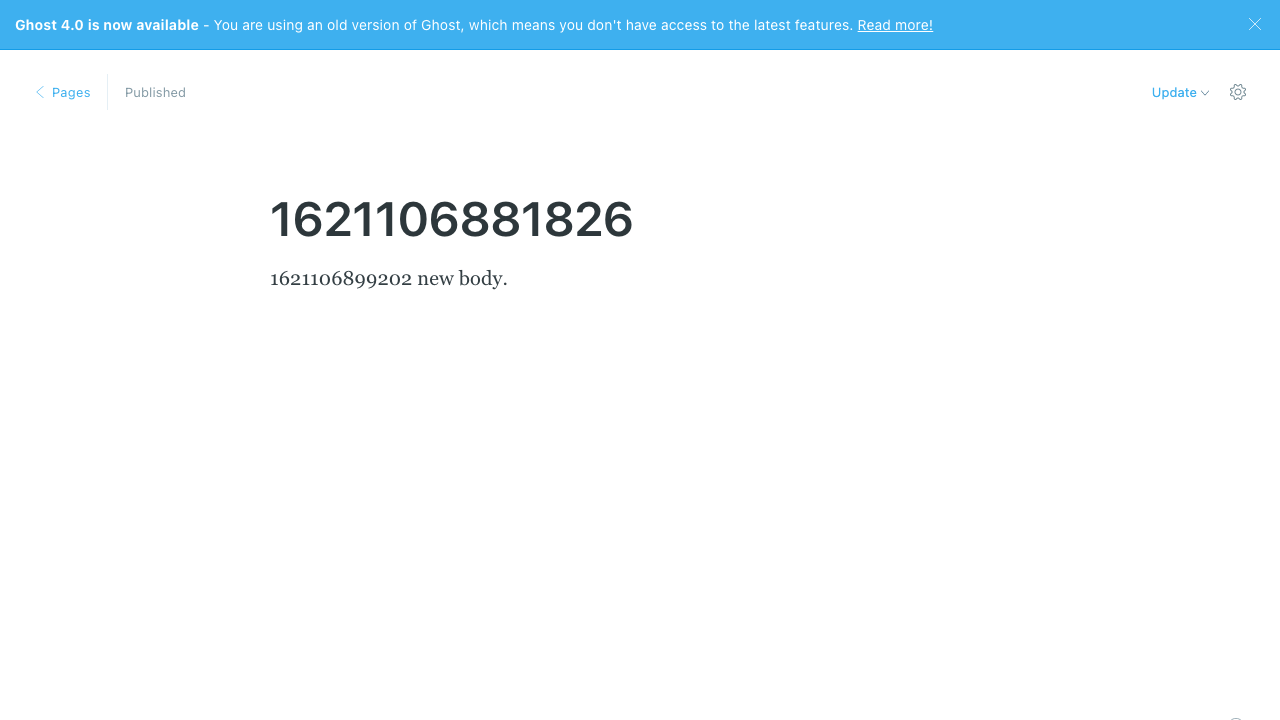 Ghost 4.0 is now available - You are using an old version of Ghost, which means you don't have access to the latest features. Read more!
Pages
Published
Update
1621106881826
1621106899202 new body.